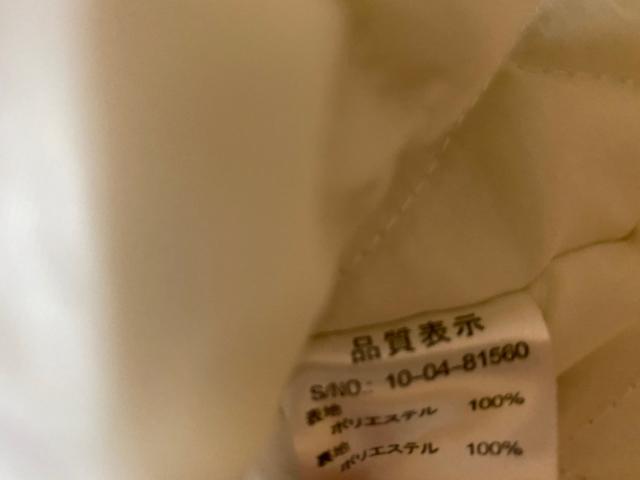 品質表示
S/NO.: 10-04-81560
表地
ポリエステル 100%
裏地
ポリエステル 100%